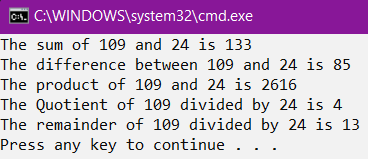 C:\WINDOWS\system32\cmd.exe
The sum of 109 and 24 is 133
The difference between 109 and 24 is 85
The product of 109 and 24 is 2616
The Quotient of 109 divided by 24 is 4
The remainder of 109 divided by 24 is 13
Press any key to continue . . .